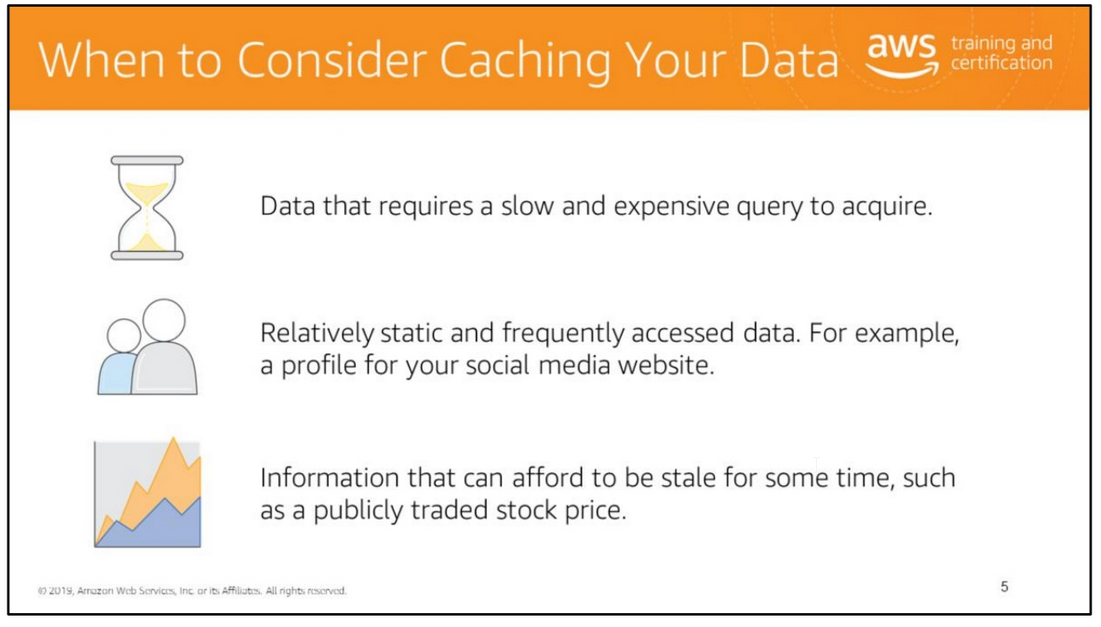 When to Consider Caching Your Data
aws training and
certification
Data that requires a slow and expensive query to acquire.
Relatively static and frequently accessed data. For example,
a profile for your social media website.
Information that can afford to be stale for some time, such
as a publicly traded stock price.
© 2019, Amazon Web Services, Inc. or its Affiliates. All rights reserved.
5